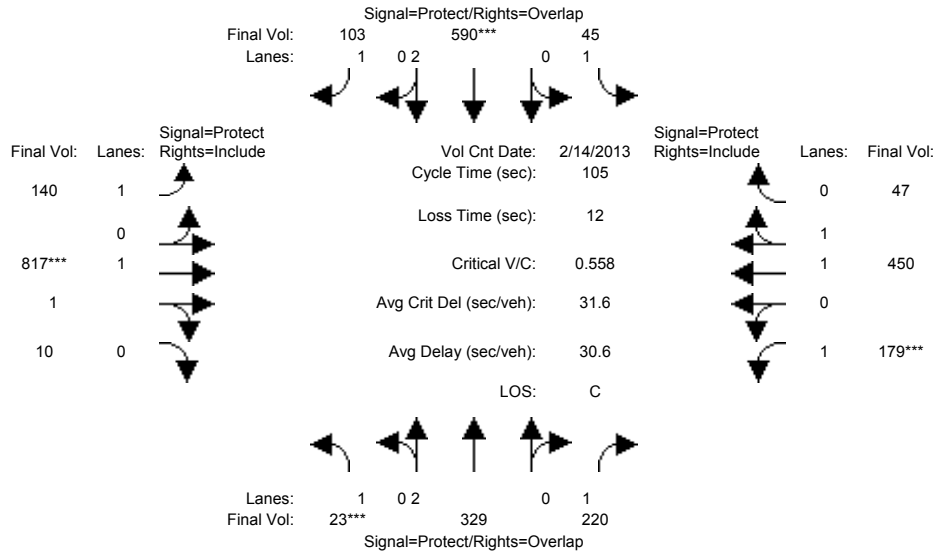 Signal=Protect/Rights=Overlap
Final Vol: 103 590*** 45
Lanes: 1 0 2 0 1
Signal=Protect
Final Vol: Lanes: Rights=Include
Vol Cnt Date: 2/14/2013
Signal=Protect
Rights=Include Lanes: Final Vol:
Cycle Time (sec): 105
140 1
0 47
Loss Time (sec): 12
0
1
817*** 1
Critical V/C: 0.558
1 450
1
Avg Crit Del (sec/veh): 31.6
0
10 0
Avg Delay (sec/veh): 30.6
1 179***
LOS: C
Lanes: 1 0 2 0 1
Final Vol: 23*** 329 220
Signal=Protect/Rights=Overlap